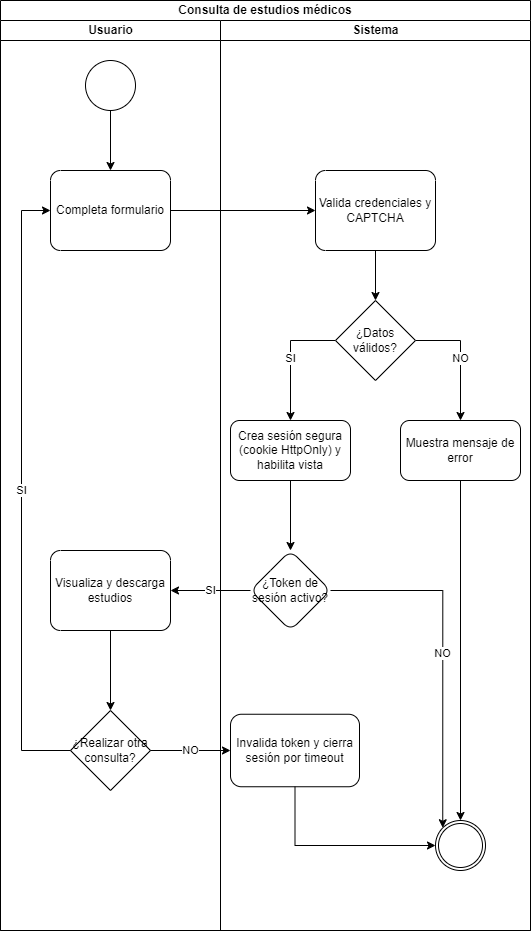 Consulta de estudios médicos
Usuario
Sistema
Completa formulario
Valida credenciales y
CAPTCHA
¿Datos
válidos?
SI
NO
Crea sesión segura
(cookie HttpOnly) y
habilita vista
Muestra mensaje de
error
SI
Visualiza y descarga
estudios
SI
¿Token de
sesión activo?
NO
¿Realizar otra
consulta?
NO
Invalida token y cierra
sesión por timeout